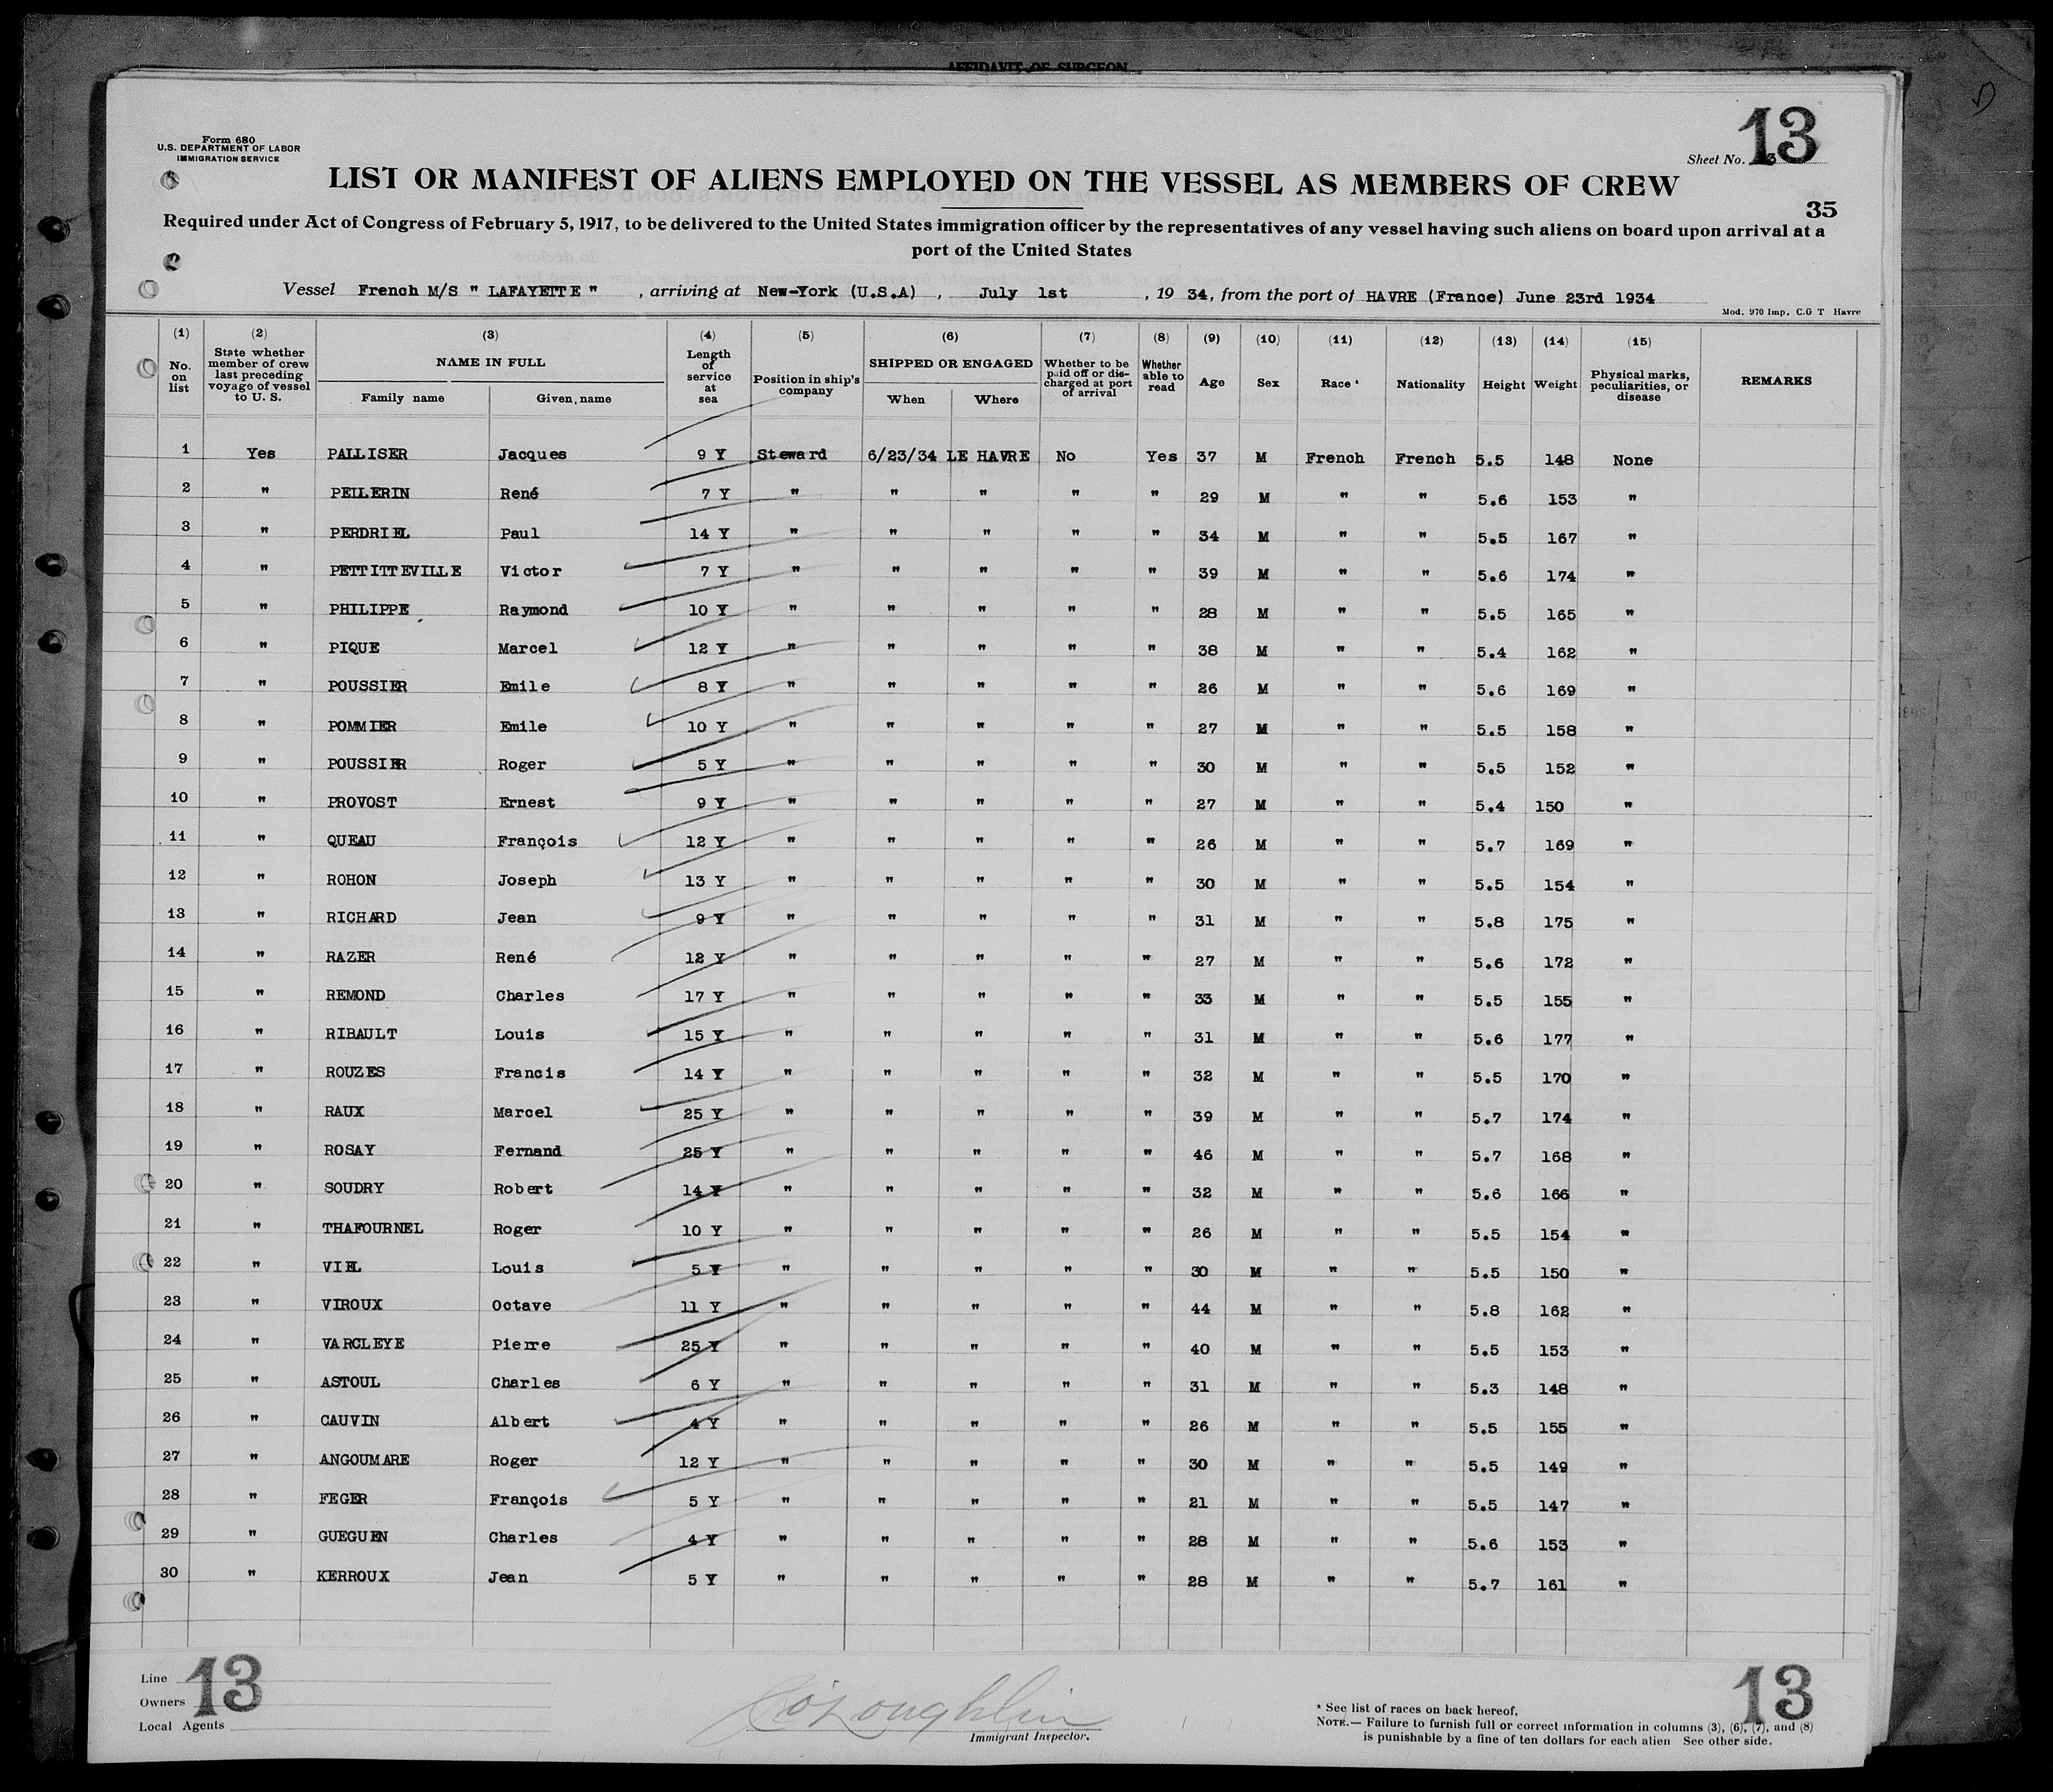 AFFIDAVIT OF SURGEON
13
Form 680
U.S. DEPARTMENT OF LABOR
IMMIGRATION SERVICE
Sheet No. 13
LIST OR MANIFEST OF ALIENS EMPLOYED ON THE VESSEL AS MEMBERS OF CREW
35
Required under Act of Congress of February 5, 1917, to be delivered to the United States immigration officer by the representatives of any vessel having such aliens on board upon arrival at a
port of the United States
Vessel French M/S " LAFAYETTE " , arriving at New-York (U.S.A) , July 1st , 19 34, from the port of HAVRE (France) June 23rd 1934
Mod. 970 Imp. C.G T Havre
(1) (2) (3) (4) (5) (6) (7) (8) (9) (10) (11) (12) (13) (14) (15)
No. on list State whether member of crew last preceding voyage of vessel to U. S. NAME IN FULL Length of service at sea Position in ship's company SHIPPED OR ENGAGED Whether to be paid off or discharged at port of arrival Whether able to read Age Sex Race * Nationality Height Weight Physical marks, peculiarities, or disease REMARKS
Family name Given name When Where
1 Yes PALLISER Jacques 9 Y Steward 6/23/34 LE HAVRE No Yes 37 M French French 5.5 148 None
2 " PELLERIN René 7 Y " " " " " 29 M " " 5.6 153 "
3 " PERDRIEL Paul 14 Y " " " " " 34 M " " 5.5 167 "
4 " PETTITTEVILLE Victor 7 Y " " " " " 39 M " " 5.6 174 "
5 " PHILIPPE Raymond 10 Y " " " " " 28 M " " 5.5 165 "
6 " PIQUE Marcel 12 Y " " " " " 38 M " " 5.4 162 "
7 " POUSSIER Emile 8 Y " " " " " 26 M " " 5.6 169 "
8 " POMMIER Emile 10 Y " " " " " 27 M " " 5.5 158 "
9 " POUSSIER Roger 5 Y " " " " " 30 M " " 5.5 152 "
10 " PROVOST Ernest 9 Y " " " " " 27 M " " 5.4 150 "
11 " QUEAU François 12 Y " " " " " 26 M " " 5.7 169 "
12 " ROHON Joseph 13 Y " " " " " 30 M " " 5.5 154 "
13 " RICHARD Jean 9 Y " " " " " 31 M " " 5.8 175 "
14 " RAZER René 12 Y " " " " " 27 M " " 5.6 172 "
15 " REMOND Charles 17 Y " " " " " 33 M " " 5.5 155 "
16 " RIBAULT Louis 15 Y " " " " " 31 M " " 5.6 177 "
17 " ROUZES Francis 14 Y " " " " " 32 M " " 5.5 170 "
18 " RAUX Marcel 25 Y " " " " " 39 M " " 5.7 174 "
19 " ROSAY Fernand 25 Y " " " " " 46 M " " 5.7 168 "
20 " SOUDRY Robert 14 Y " " " " " 32 M " " 5.6 166 "
21 " THAFOURNEL Roger 10 Y " " " " " 26 M " " 5.5 154 "
22 " VIEL Louis 5 Y " " " " " 30 M " " 5.5 150 "
23 " VIROUX Octave 11 Y " " " " " 44 M " " 5.8 162 "
24 " VARCLEYE Pierre 25 Y " " " " " 40 M " " 5.5 153 "
25 " ASTOUL Charles 6 Y " " " " " 31 M " " 5.3 148 "
26 " CAUVIN Albert 4 Y " " " " " 26 M " " 5.5 155 "
27 " ANGOUMARE Roger 12 Y " " " " " 30 M " " 5.5 149 "
28 " FEGER François 5 Y " " " " " 21 M " " 5.5 147 "
29 " GUEGUEN Charles 4 Y " " " " " 28 M " " 5.6 153 "
30 " KERROUX Jean 5 Y " " " " " 28 M " " 5.7 161 "
Line
Owners
Local Agents
13
O'Loughlin
Immigrant Inspector.
13
* See list of races on back hereof.
NOTE.— Failure to furnish full or correct information in columns (3), (6), (7), and (8)
is punishable by a fine of ten dollars for each alien See other side.